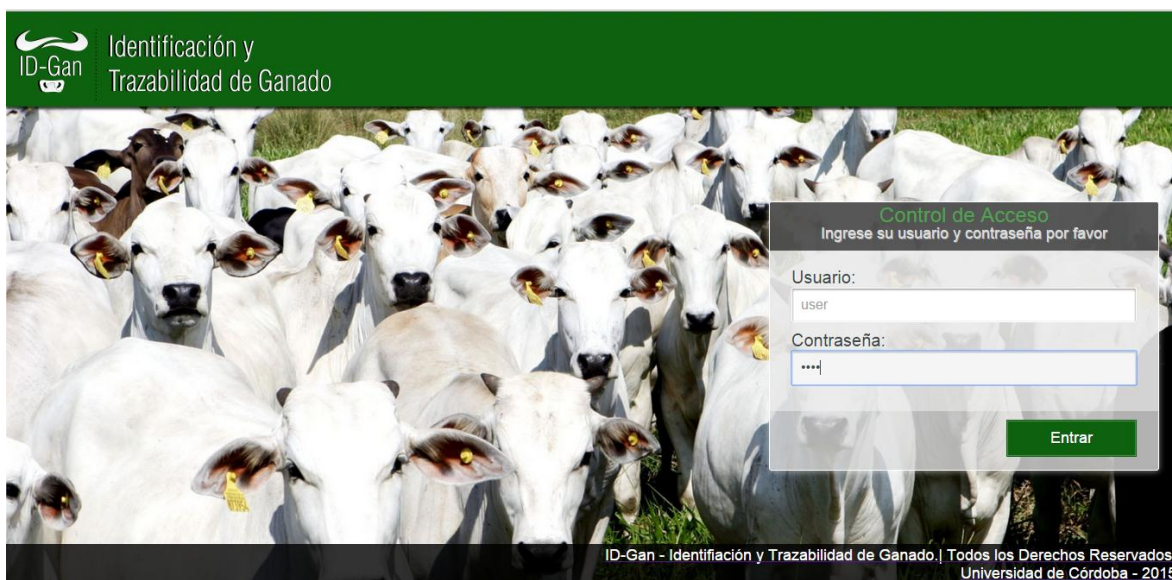 ID-Gan
Identificación y
Trazabilidad de Ganado
Control de Acceso
Ingrese su usuario y contraseña por favor
Usuario:
user
Contraseña:
••••
Entrar
ID-Gan - Identifiación y Trazabilidad de Ganado.| Todos los Derechos Reservados
Universidad de Córdoba - 2015